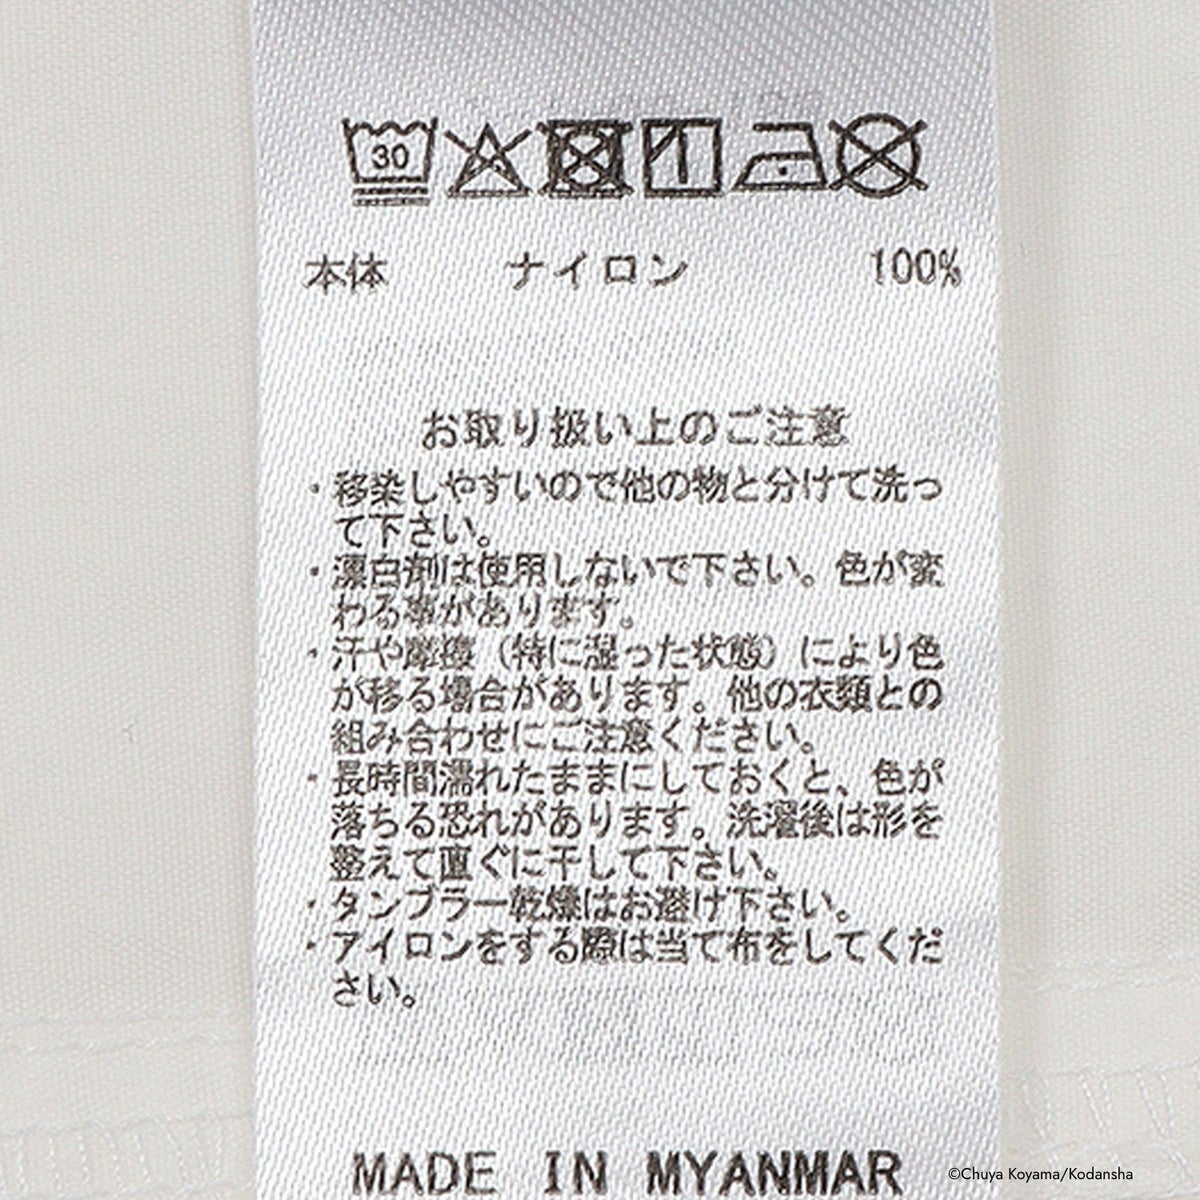 30
本体 ナイロン 100%
お取り扱い上のご注意
・移染しやすいので他の物と分けて洗っ
て下さい。
・漂白剤は使用しないで下さい。色が変
わる事があります。
・汗や摩擦（特に湿った状態）により色
が移る場合があります。他の衣類との
組み合わせにご注意ください。
・長時間濡れたままにしておくと、色が
落ちる恐れがあります。洗濯後は形を
整えて直ぐに干して下さい。
・タンブラー乾燥はお避け下さい。
・アイロンをする際は当て布をしてくだ
さい。
MADE IN MYANMAR
©Chuya Koyama/Kodansha